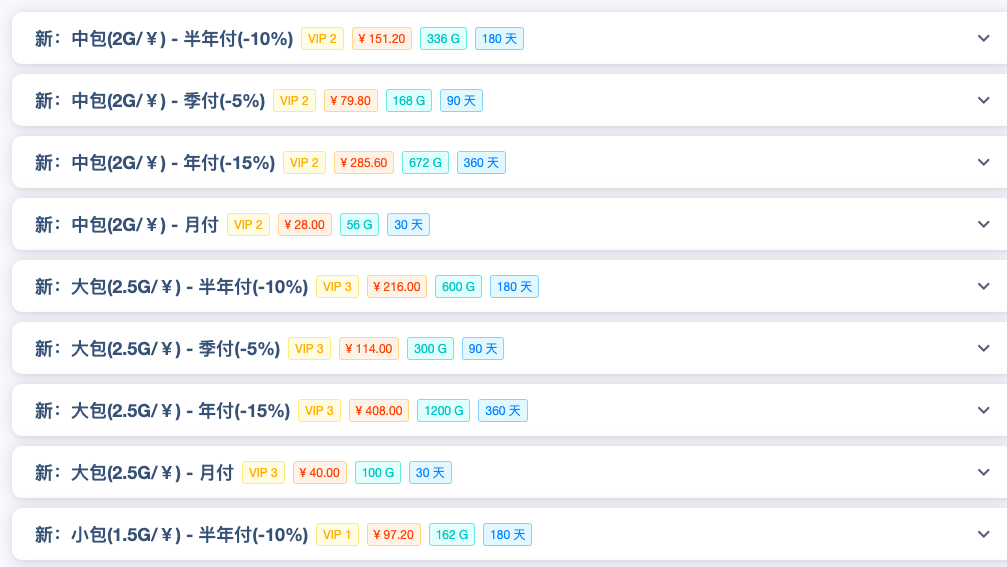 新：中包(2G/￥) - 半年付(-10%) VIP 2 ￥151.20 336 G 180 天
新：中包(2G/￥) - 季付(-5%) VIP 2 ￥79.80 168 G 90 天
新：中包(2G/￥) - 年付(-15%) VIP 2 ￥285.60 672 G 360 天
新：中包(2G/￥) - 月付 VIP 2 ￥28.00 56 G 30 天
新：大包(2.5G/￥) - 半年付(-10%) VIP 3 ￥216.00 600 G 180 天
新：大包(2.5G/￥) - 季付(-5%) VIP 3 ￥114.00 300 G 90 天
新：大包(2.5G/￥) - 年付(-15%) VIP 3 ￥408.00 1200 G 360 天
新：大包(2.5G/￥) - 月付 VIP 3 ￥40.00 100 G 30 天
新：小包(1.5G/￥) - 半年付(-10%) VIP 1 ￥97.20 162 G 180 天